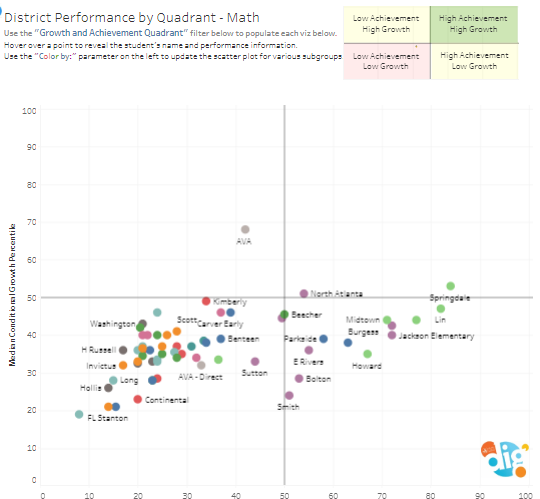 District Performance by Quadrant - Math
Use the "Growth and Achievement Quadrant" filter below to populate each viz below.
Hover over a point to reveal the student's name and performance information.
Use the "Color by:" parameter on the left to update the scatter plot for various subgroups
Low Achievement
High Growth
High Achievement
High Growth
Low Achievement
Low Growth
High Achievement
Low Growth
Median Conditional Growth Percentile
100
90
80
70
60
50
40
30
20
10
0
AVA
North Atlanta
Springdale
Kimberly
Washington
Scott
Carver Early
Beecher
Midtown
Lin
Burgess
Jackson Elementary
Benteen
Parkside
H Russell
E Rivers
Howard
Invictus
Long
AVA - Direct
Sutton
Bolton
Hollis
Continental
Smith
FL Stanton
0 10 20 30 40 50 60 70 80 90 100